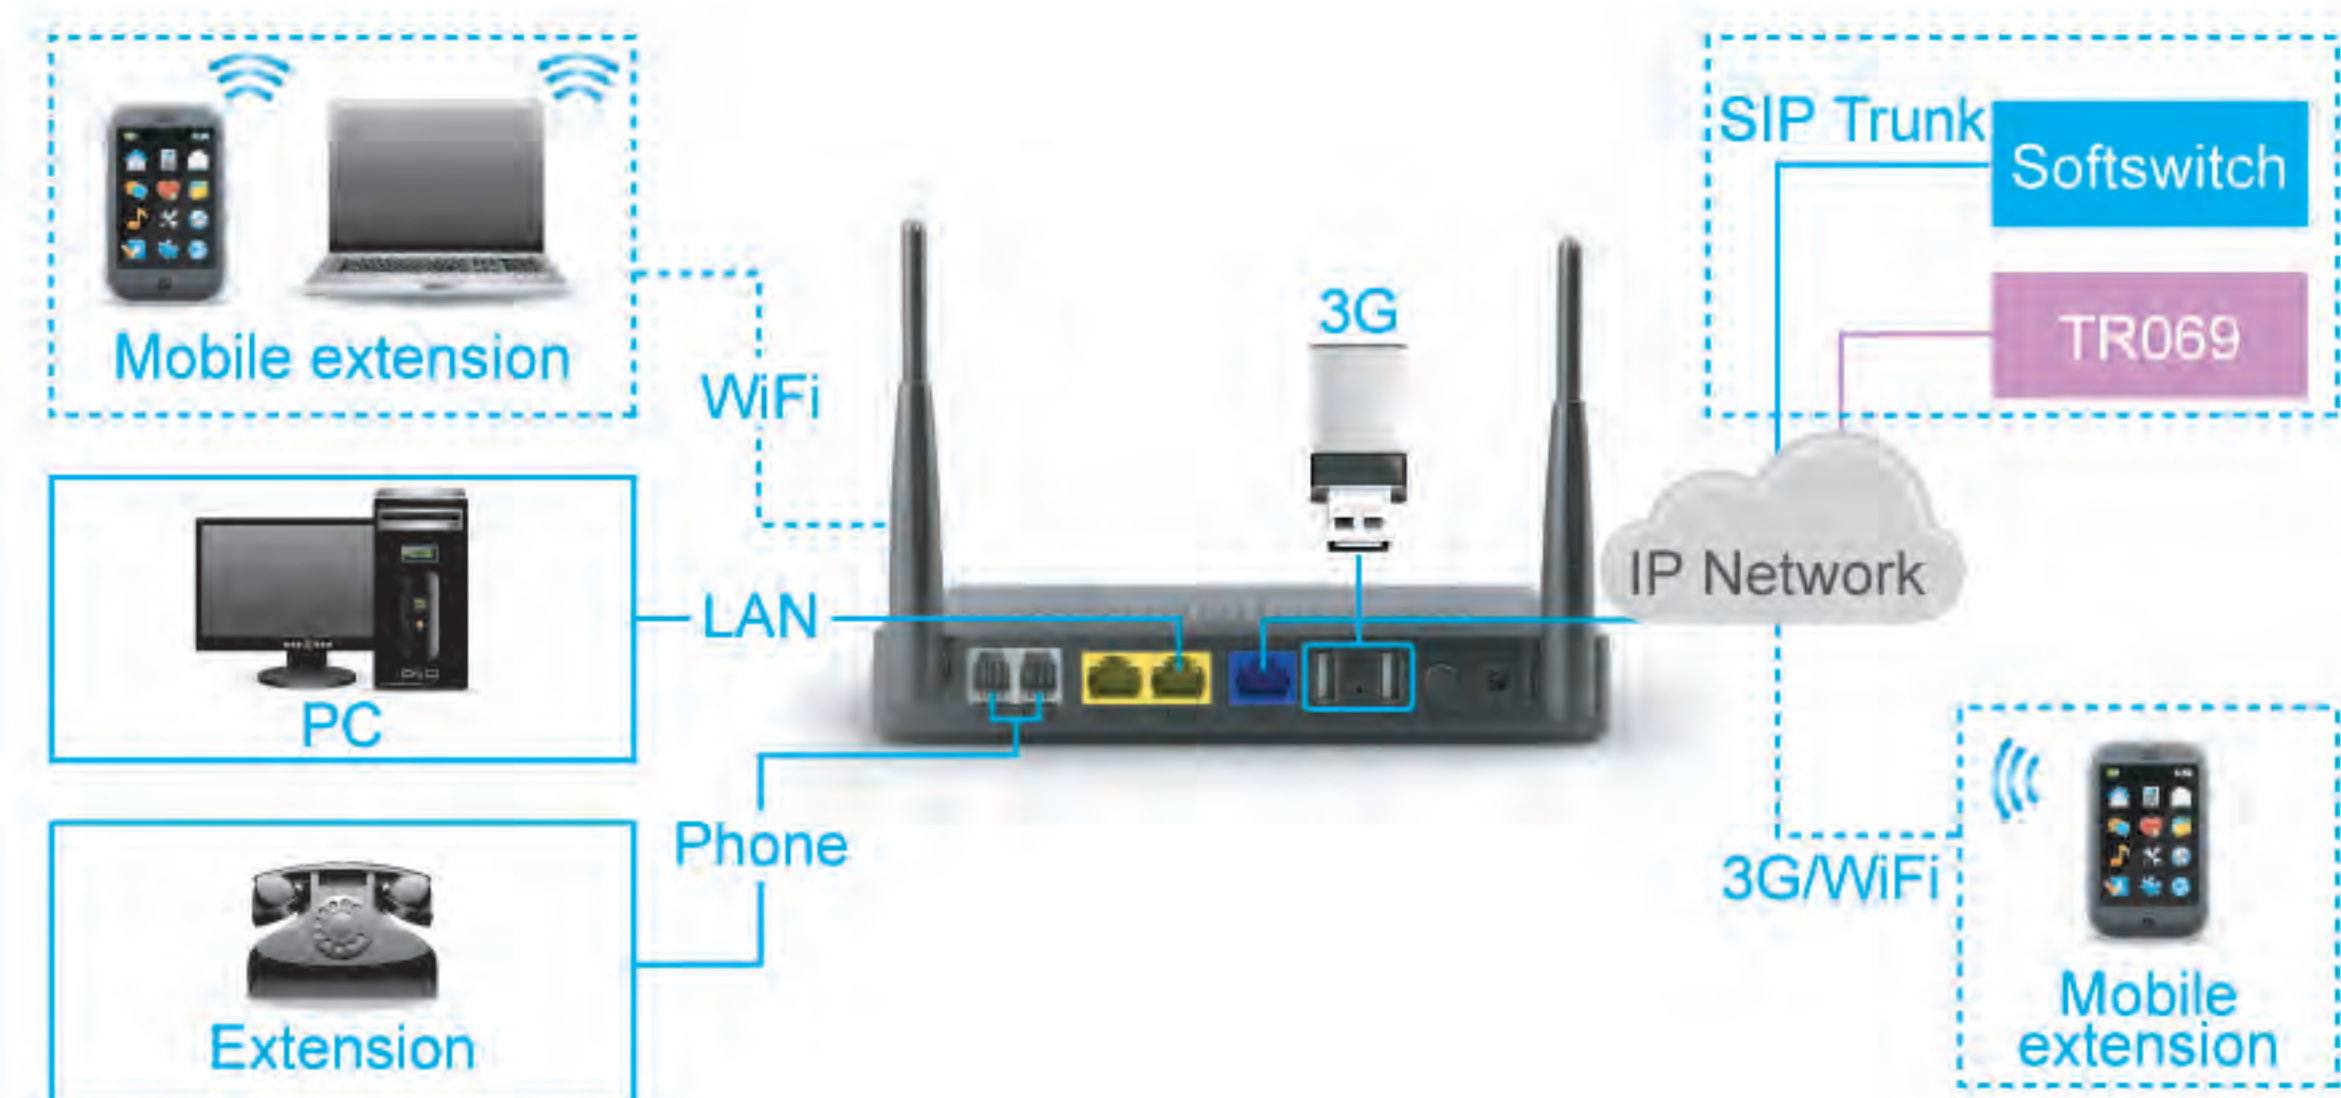 Mobile extension
WiFi
PC
LAN
Extension
Phone
3G
SIP Trunk
Softswitch
TR069
IP Network
3G/WiFi
Mobile
extension